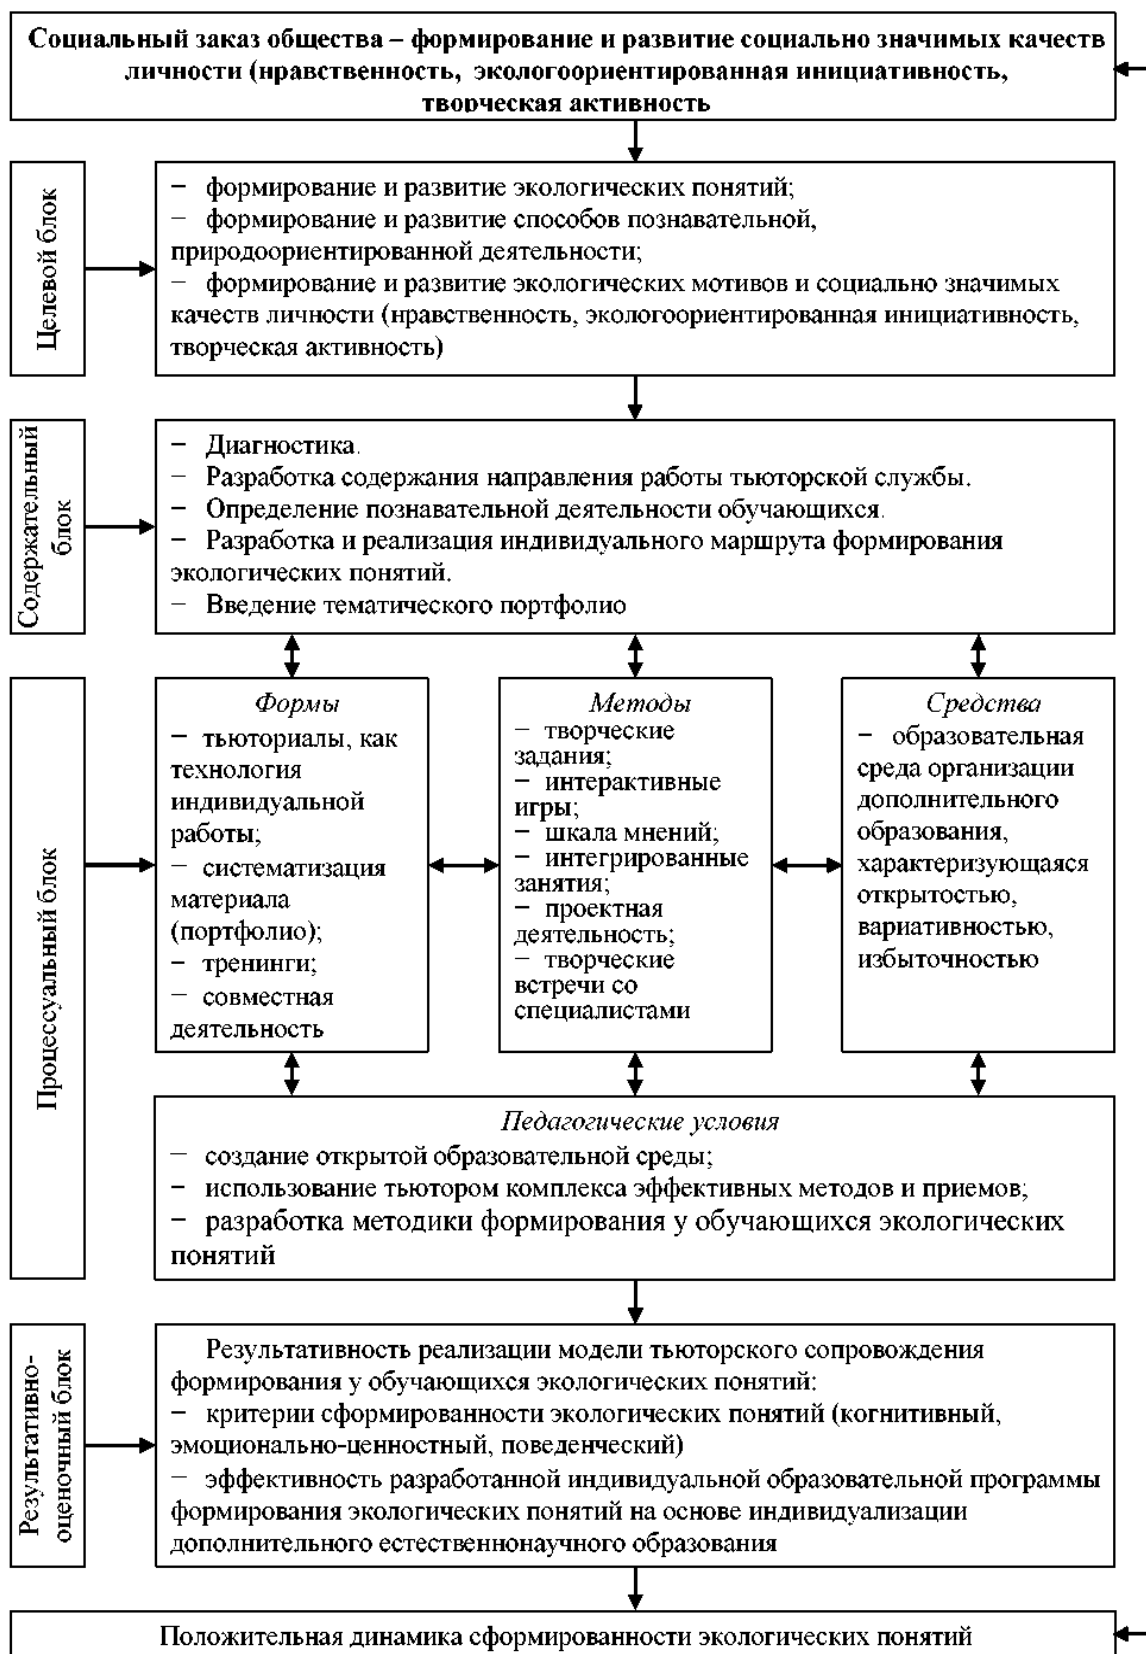 Социальный заказ общества – формирование и развитие социально значимых качеств
личности (нравственность, экологоориентированная инициативность,
творческая активность
Целевой блок
− формирование и развитие экологических понятий;
− формирование и развитие способов познавательной,
природоориентированной деятельности;
− формирование и развитие экологических мотивов и социально значимых
качеств личности (нравственность, экологоориентированная инициативность,
творческая активность)
Содержательный
блок
− Диагностика.
− Разработка содержания направления работы тьюторской службы.
− Определение познавательной деятельности обучающихся.
− Разработка и реализация индивидуального маршрута формирования
экологических понятий.
− Введение тематического портфолио
Процессуальный блок
Формы
− тьюториалы, как
технология
индивидуальной
работы;
− систематизация
материала
(портфолио);
− тренинги;
− совместная
деятельность
Методы
− творческие
задания;
− интерактивные
игры;
− шкала мнений;
− интегрированные
занятия;
− проектная
деятельность;
− творческие
встречи со
специалистами
Средства
− образовательная
среда организации
дополнительного
образования,
характеризующаяся
открытостью,
вариативностью,
избыточностью
Педагогические условия
− создание открытой образовательной среды;
− использование тьютором комплекса эффективных методов и приемов;
− разработка методики формирования у обучающихся экологических
понятий
Результативно-
оценочный блок
Результативность реализации модели тьюторского сопровождения
формирования у обучающихся экологических понятий:
− критерии сформированности экологических понятий (когнитивный,
эмоционально-ценностный, поведенческий)
− эффективность разработанной индивидуальной образовательной программы
формирования экологических понятий на основе индивидуализации
дополнительного естественнонаучного образования
Положительная динамика сформированности экологических понятий